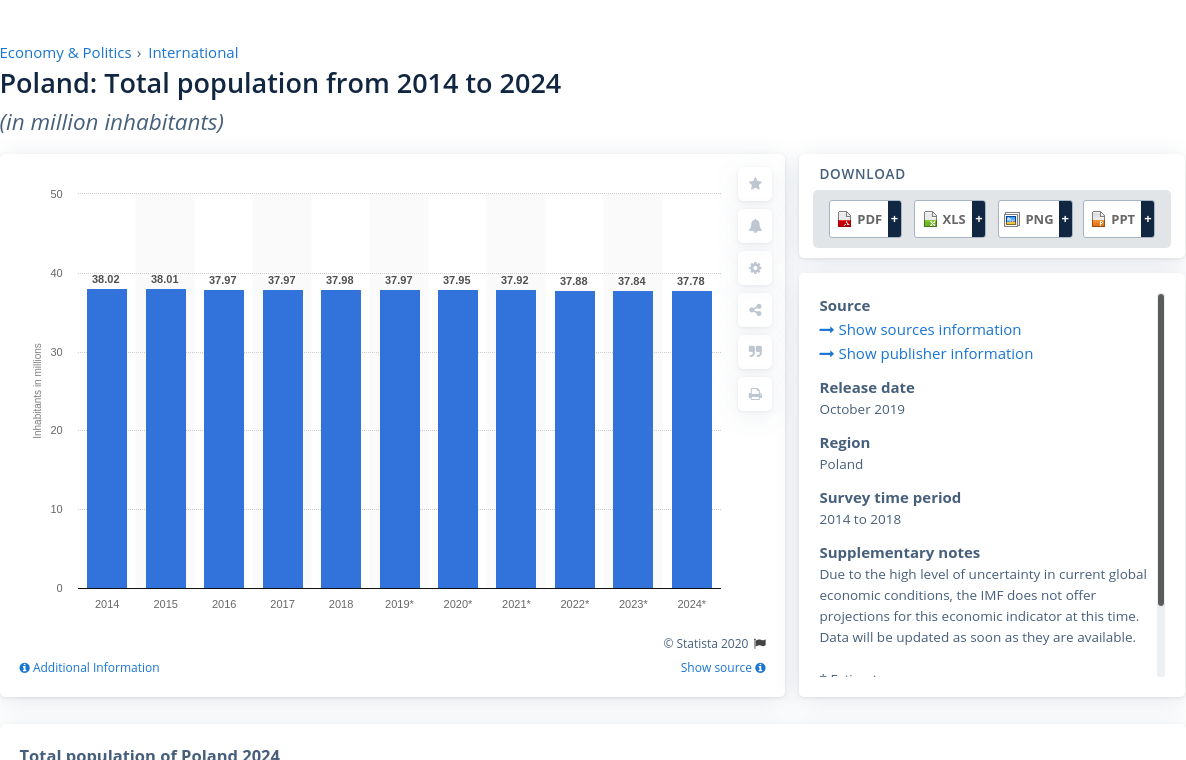 Economy & Politics › International
Poland: Total population from 2014 to 2024
(in million inhabitants)
50
40
30
20
10
0
Inhabitants in millions
38.02 38.01 37.97 37.97 37.98 37.97 37.95 37.92 37.88 37.84 37.78
2014 2015 2016 2017 2018 2019* 2020* 2021* 2022* 2023* 2024*
© Statista 2020
Additional Information
Show source
DOWNLOAD
PDF + XLS + PNG + PPT +
Source
Show sources information
Show publisher information
Release date
October 2019
Region
Poland
Survey time period
2014 to 2018
Supplementary notes
Due to the high level of uncertainty in current global
economic conditions, the IMF does not offer
projections for this economic indicator at this time.
Data will be updated as soon as they are available.
Total population of Poland 2024